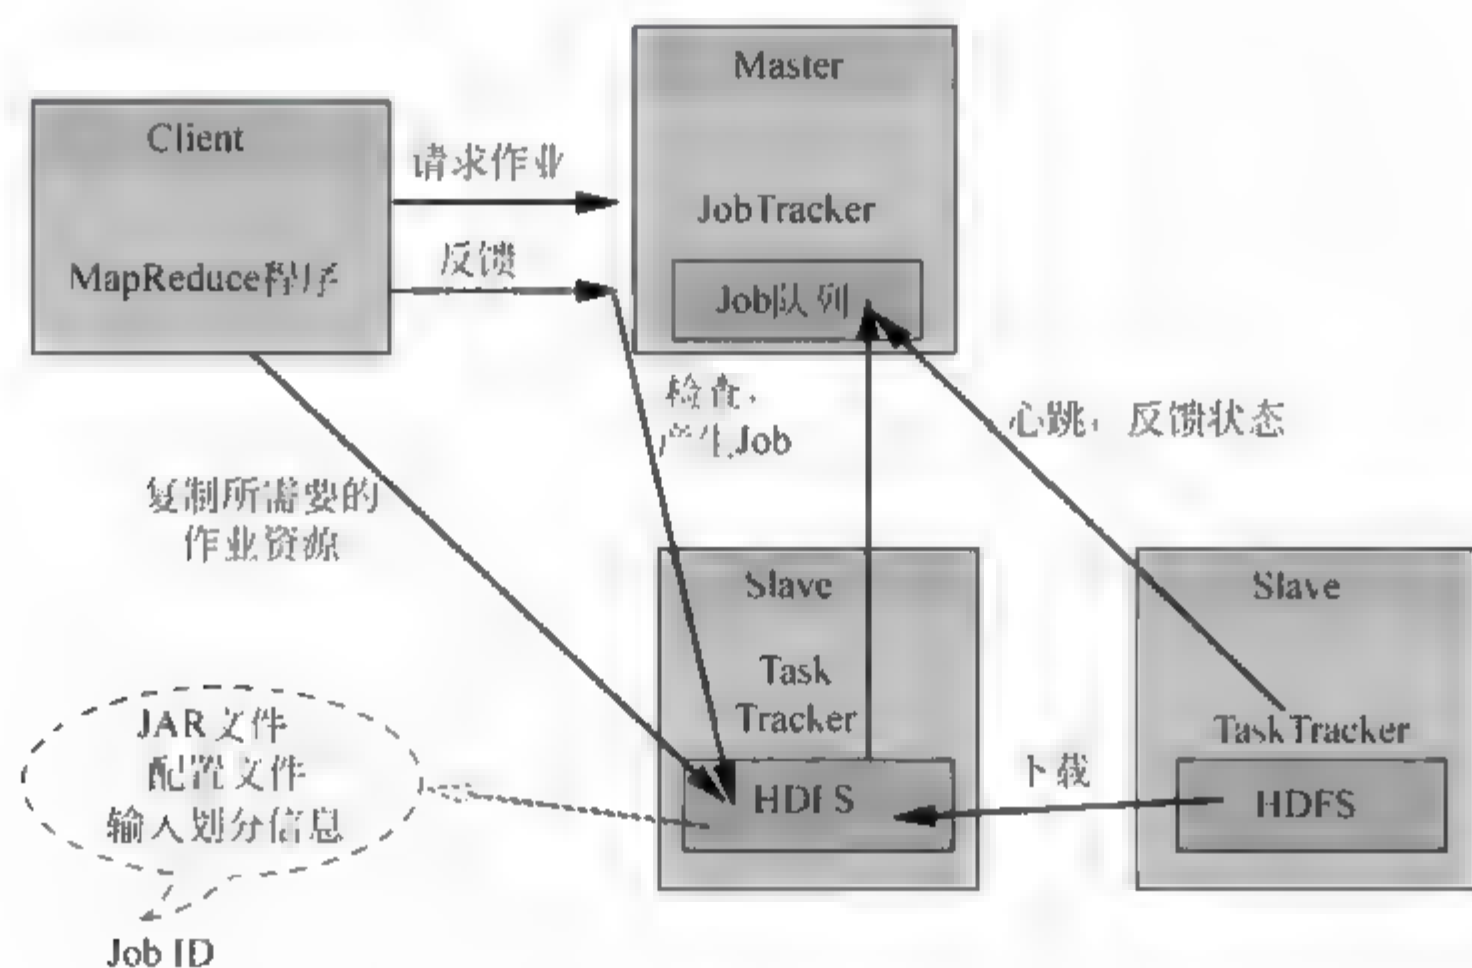 Master
Client
请求作业
JobTracker
反馈
MapReduce程序
Job队列
检查,
产生Job
心跳,反馈状态
复制所需要的
作业资源
Slave
Slave
Task
Tracker
TaskTracker
JAR文件
配置文件
输入划分信息
下载
HDFS
HDFS
Job ID